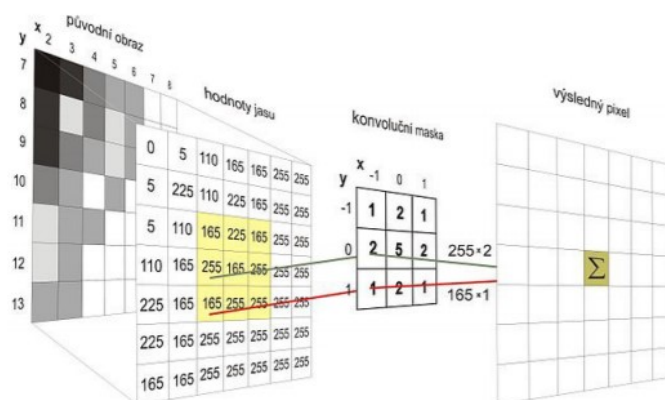 původní obraz
x
2 3 4 5 6 7 8
y
7
8
9
10
11
12
13
hodnoty jasu
0 5 110 165 165 255 255
5 225 110 225 165 255 255
5 110 165 225 165 255 255
110 165 255 165 255 255 255
225 165 165 255 255 255 255
225 165 255 255 255 255 255
165 165 255 255 255 255 255
konvoluční maska
x
-1 0 1
y
-1 1 2 1
0 2 5 2
1 1 2 1
255*2
165*1
výsledný pixel
Σ